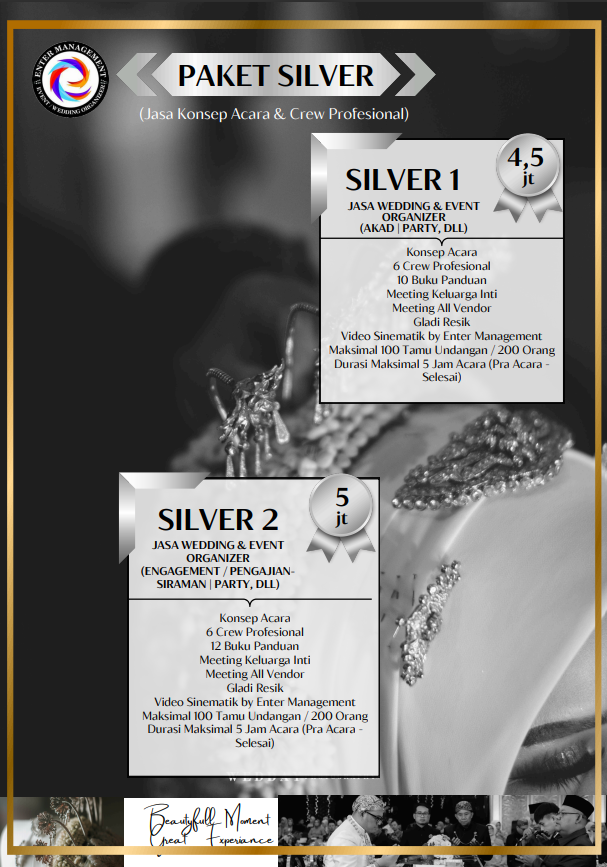 ENTER MANAGEMENT
EVENT / WEDDING ORGANIZER
PAKET SILVER
(Jasa Konsep Acara & Crew Profesional)
4,5
jt
SILVER 1
JASA WEDDING & EVENT
ORGANIZER
(AKAD | PARTY, DLL)
Konsep Acara
6 Crew Profesional
10 Buku Panduan
Meeting Keluarga Inti
Meeting All Vendor
Gladi Resik
Video Sinematik by Enter Management
Maksimal 100 Tamu Undangan / 200 Orang
Durasi Maksimal 5 Jam Acara (Pra Acara -
Selesai)
5
jt
SILVER 2
JASA WEDDING & EVENT
ORGANIZER
(ENGAGEMENT / PENGAJIAN-
SIRAMAN | PARTY, DLL)
Konsep Acara
6 Crew Profesional
12 Buku Panduan
Meeting Keluarga Inti
Meeting All Vendor
Gladi Resik
Video Sinematik by Enter Management
Maksimal 100 Tamu Undangan / 200 Orang
Durasi Maksimal 5 Jam Acara (Pra Acara -
Selesai)
Beautyfull Moment
Great Experiance